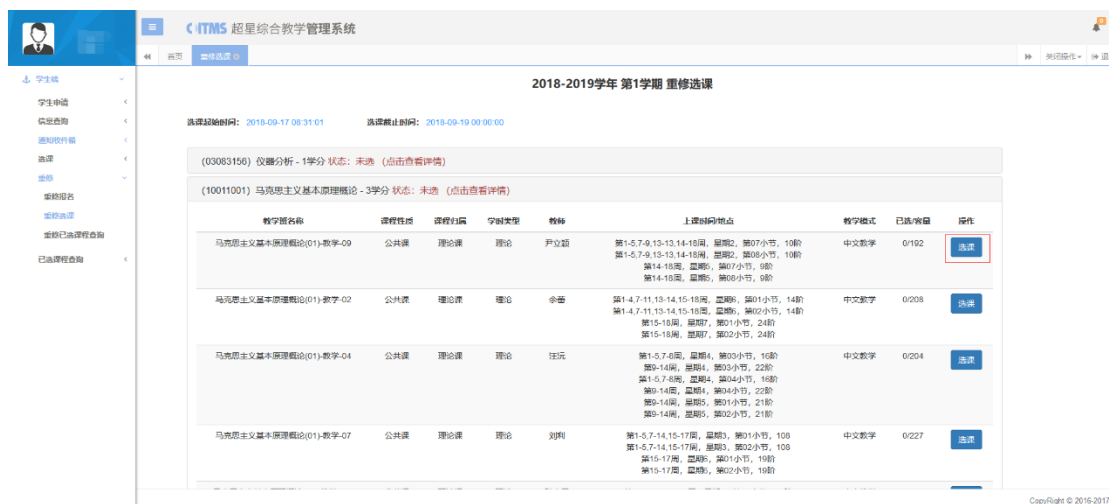 CITMS 超星综合教学管理系统
首页 重修选课 关闭操作 退
学生端
学生申请
信息查询
通知收件箱
选课
重修
重修报名
重修选课
重修已选课程查询
已选课程查询
2018-2019学年 第1学期 重修选课
选课起始时间: 2018-09-17 08:31:01 选课截止时间: 2018-09-19 00:00:00
(03083156) 仪器分析 - 1学分 状态: 未选 (点击查看详情)
(10011001) 马克思主义基本原理概论 - 3学分 状态: 未选 (点击查看详情)
教学班名称 课程性质 课程归属 学时类型 教师 上课时间/地点 教学模式 已选/容量 操作
马克思主义基本原理概论(01)-教学-09 公共课 理论课 理论 尹立颖 第1-5,7-9,13-13,14-18周, 星期2, 第07小节, 10阶 中文教学 0/192 选课
第1-5,7-9,13-13,14-18周, 星期2, 第08小节, 10阶
第14-18周, 星期5, 第07小节, 9阶
第14-18周, 星期5, 第08小节, 9阶
马克思主义基本原理概论(01)-教学-02 公共课 理论课 理论 余蕾 第1-4,7-11,13-14,15-18周, 星期6, 第01小节, 14阶 中文教学 0/208 选课
第1-4,7-11,13-14,15-18周, 星期6, 第02小节, 14阶
第15-18周, 星期7, 第01小节, 24阶
第15-18周, 星期7, 第02小节, 24阶
马克思主义基本原理概论(01)-教学-04 公共课 理论课 理论 汪沅 第1-5,7-8周, 星期4, 第03小节, 16阶 中文教学 0/204 选课
第9-14周, 星期4, 第03小节, 22阶
第1-5,7-8周, 星期4, 第04小节, 16阶
第9-14周, 星期4, 第04小节, 22阶
第9-14周, 星期5, 第01小节, 21阶
第9-14周, 星期5, 第02小节, 21阶
马克思主义基本原理概论(01)-教学-07 公共课 理论课 理论 刘利 第1-5,7-14,15-17周, 星期3, 第01小节, 108 中文教学 0/227 选课
第1-5,7-14,15-17周, 星期3, 第02小节, 108
第15-17周, 星期6, 第01小节, 19阶
第15-17周, 星期6, 第02小节, 19阶
CopyRight © 2016-2017